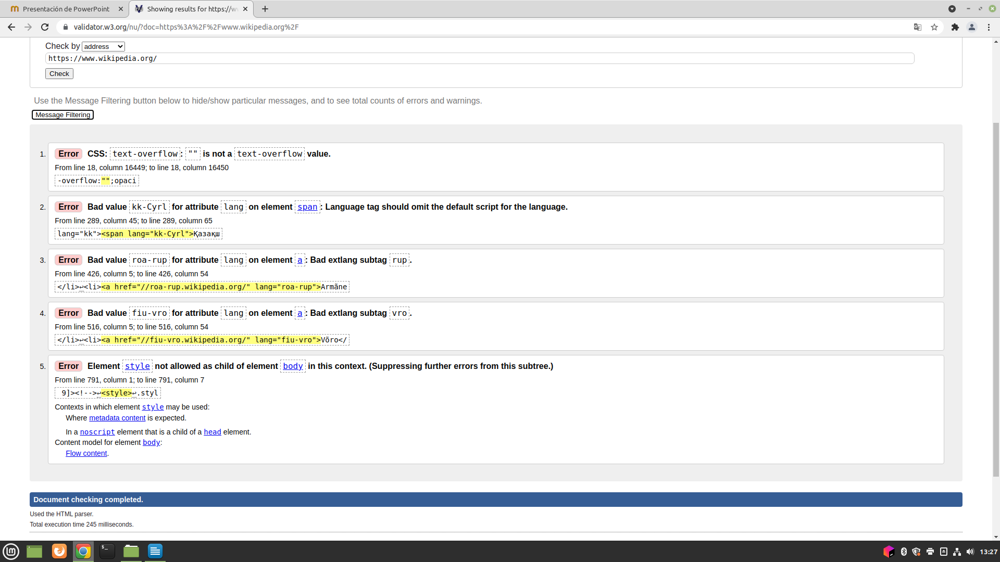 Presentación de PowerPoint
Showing results for https://w
validator.w3.org/nu/?doc=https%3A%2F%2Fwww.wikipedia.org%2F
Check by address
https://www.wikipedia.org/
Check
Use the Message Filtering button below to hide/show particular messages, and to see total counts of errors and warnings.
Message Filtering
1. Error CSS: text-overflow: "" is not a text-overflow value.
From line 18, column 16449; to line 18, column 16450
-overflow:"";opaci
2. Error Bad value kk-Cyrl for attribute lang on element span: Language tag should omit the default script for the language.
From line 289, column 45; to line 289, column 65
lang="kk"><span lang="kk-Cyrl">Қазақш
3. Error Bad value roa-rup for attribute lang on element a: Bad extlang subtag rup.
From line 426, column 5; to line 426, column 54
</li>↩<li><a href="//roa-rup.wikipedia.org/" lang="roa-rup">Armãne
4. Error Bad value fiu-vro for attribute lang on element a: Bad extlang subtag vro.
From line 516, column 5; to line 516, column 54
</li>↩<li><a href="//fiu-vro.wikipedia.org/" lang="fiu-vro">Võro</
5. Error Element style not allowed as child of element body in this context. (Suppressing further errors from this subtree.)
From line 791, column 1; to line 791, column 7
9]><!-->↩<style>↩.styl
Contexts in which element style may be used:
Where metadata content is expected.
In a noscript element that is a child of a head element.
Content model for element body:
Flow content.
Document checking completed.
Used the HTML parser.
Total execution time 245 milliseconds.
13:27